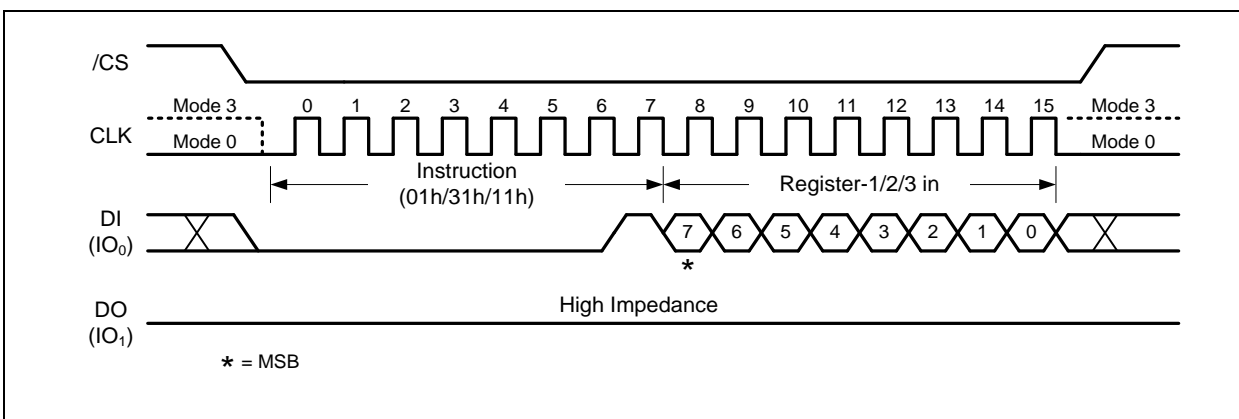 /CS
Mode 3 0 1 2 3 4 5 6 7 8 9 10 11 12 13 14 15 Mode 3
CLK
Mode 0 Mode 0
Instruction
(01h/31h/11h)
Register-1/2/3 in
DI
(IO0)
7 6 5 4 3 2 1 0
*
High Impedance
DO
(IO1)
* = MSB